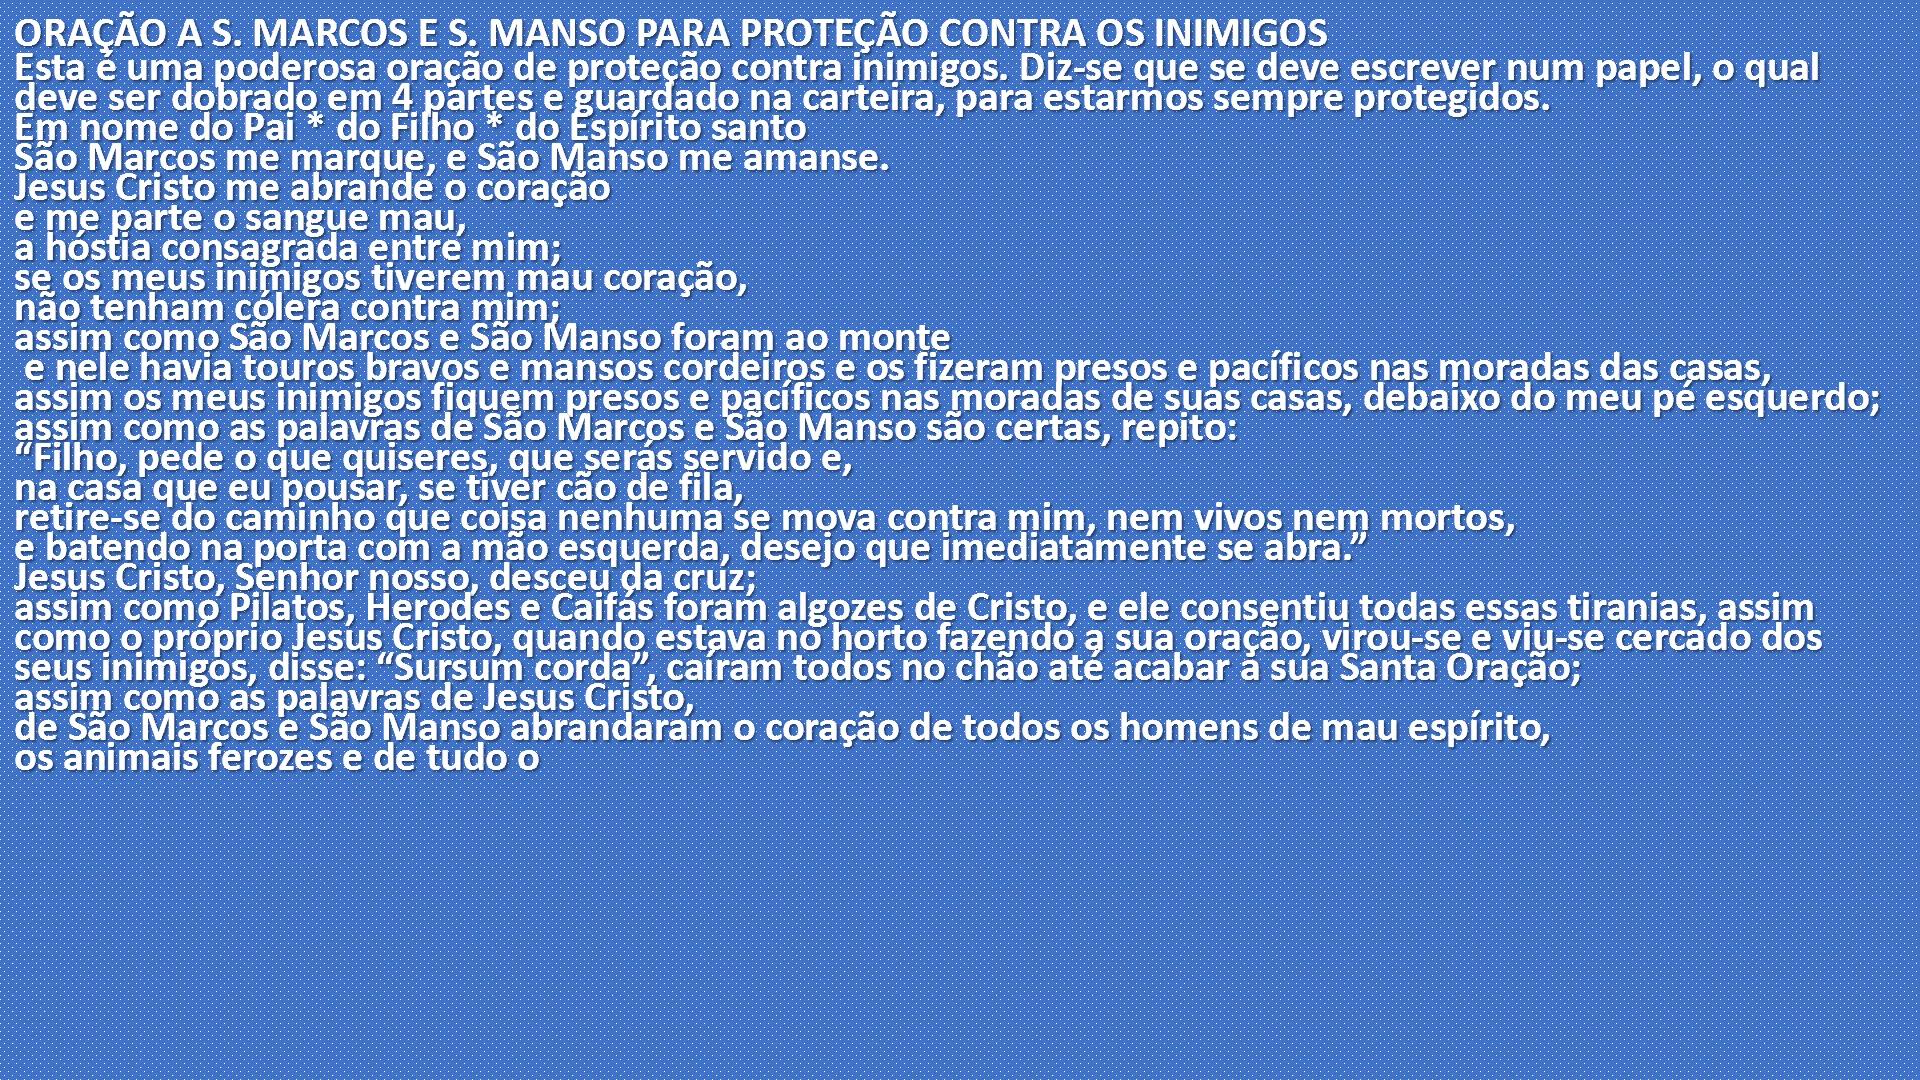 ORAÇÃO A S. MARCOS E S. MANSO PARA PROTEÇÃO CONTRA OS INIMIGOS
Esta é uma poderosa oração de proteção contra inimigos. Diz-se que se deve escrever num papel, o qual
deve ser dobrado em 4 partes e guardado na carteira, para estarmos sempre protegidos.
Em nome do Pai * do Filho * do Espírito santo
São Marcos me marque, e São Manso me amanse.
Jesus Cristo me abrande o coração
e me parte o sangue mau,
a hóstia consagrada entre mim;
se os meus inimigos tiverem mau coração,
não tenham cólera contra mim;
assim como São Marcos e São Manso foram ao monte
e nele havia touros bravos e mansos cordeiros e os fizeram presos e pacíficos nas moradas das casas,
assim os meus inimigos fiquem presos e pacíficos nas moradas de suas casas, debaixo do meu pé esquerdo;
assim como as palavras de São Marcos e São Manso são certas, repito:
“Filho, pede o que quiseres, que serás servido e,
na casa que eu pousar, se tiver cão de fila,
retire-se do caminho que coisa nenhuma se mova contra mim, nem vivos nem mortos,
e batendo na porta com a mão esquerda, desejo que imediatamente se abra.”
Jesus Cristo, Senhor nosso, desceu da cruz;
assim como Pilatos, Herodes e Caifás foram algozes de Cristo, e ele consentiu todas essas tiranias, assim
como o próprio Jesus Cristo, quando estava no horto fazendo a sua oração, virou-se e viu-se cercado dos
seus inimigos, disse: “Sursum corda”, caíram todos no chão até acabar a sua Santa Oração;
assim como as palavras de Jesus Cristo,
de São Marcos e São Manso abrandaram o coração de todos os homens de mau espírito,
os animais ferozes e de tudo o